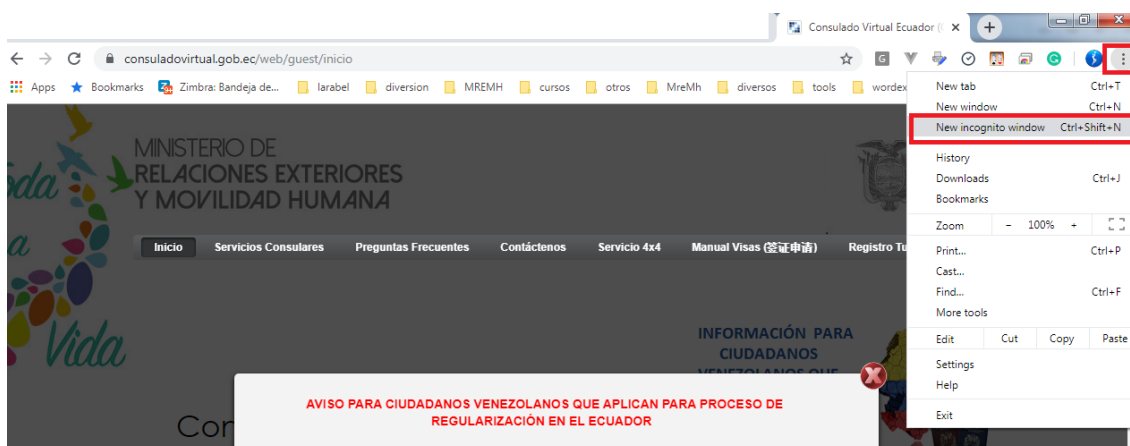 Consulado Virtual Ecuador (
consuladovirtual.gob.ec/web/guest/inicio
Apps Bookmarks Zimbra: Bandeja de... larabel diversion MREMH cursos otros MreMh diversos tools wordex
New tab Ctrl+T
New window Ctrl+N
New incognito window Ctrl+Shift+N
History
Downloads Ctrl+J
Bookmarks
Zoom - 100% +
Print... Ctrl+P
Cast...
Find... Ctrl+F
More tools
Edit Cut Copy Paste
Settings
Help
Exit
MINISTERIO DE
RELACIONES EXTERIORES
Y MOVILIDAD HUMANA
Inicio Servicios Consulares Preguntas Frecuentes Contáctenos Servicio 4x4 Manual Visas (签证申请) Registro Tu
Vida
INFORMACIÓN PARA
CIUDADANOS
VENEZOLANOS QUE
AVISO PARA CIUDADANOS VENEZOLANOS QUE APLICAN PARA PROCESO DE
REGULARIZACIÓN EN EL ECUADOR
Con